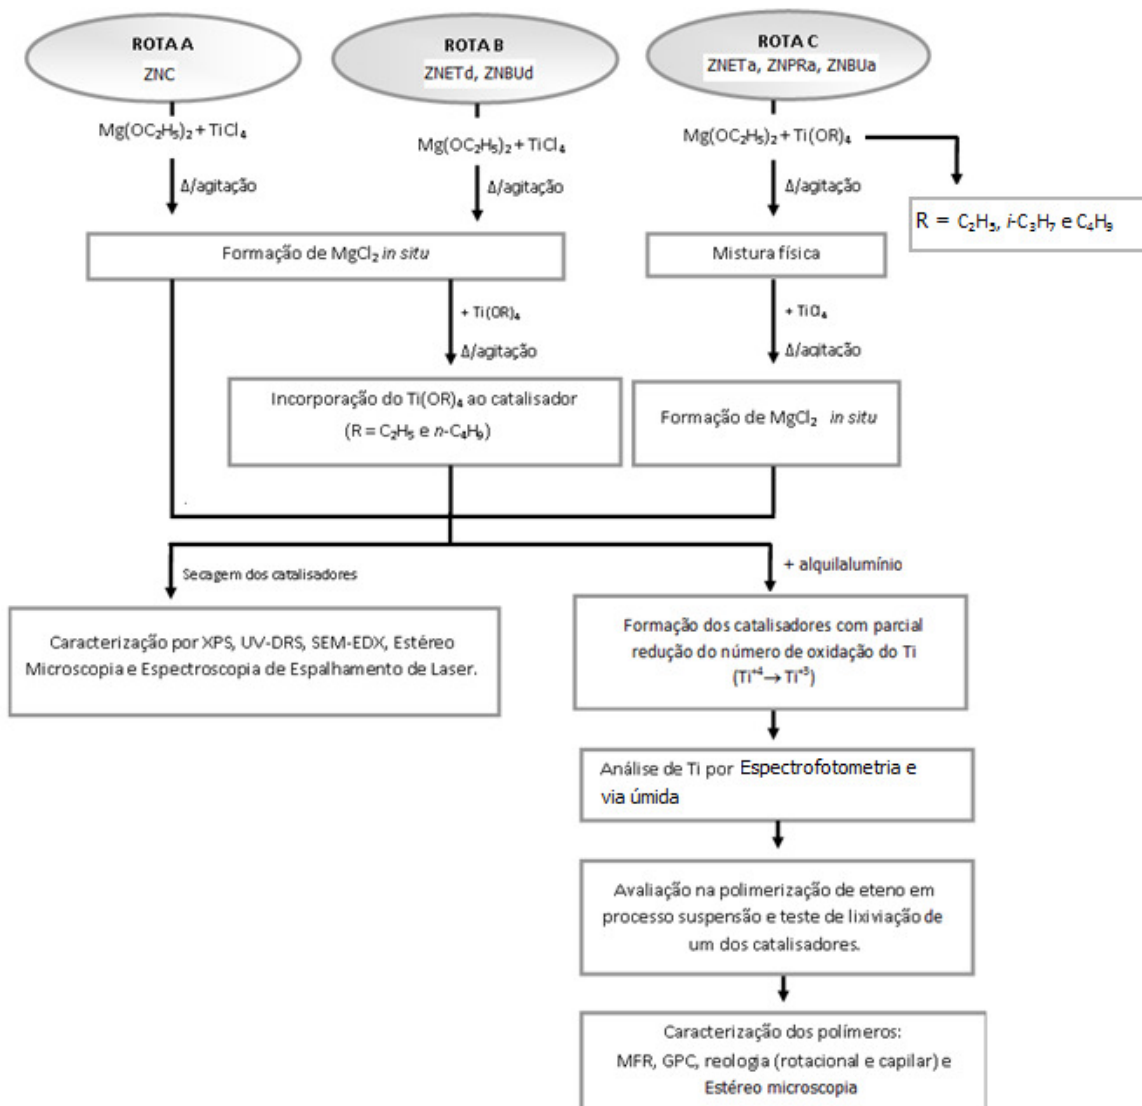 ROTA A
ZNC
ROTA B
ZNETd, ZNBUd
ROTA C
ZNETa, ZNPRa, ZNBUa
Mg(OC₂H₅)₂ + TiCl₄
Mg(OC₂H₅)₂ + TiCl₄
Mg(OC₂H₅)₂ + Ti(OR)₄
Δ/agitação
Δ/agitação
Δ/agitação
R = C₂H₅, i-C₃H₇ e C₄H₉
Formação de MgCl₂ in situ
Mistura física
+ Ti(OR)₄
Δ/agitação
+ TiCl₄
Δ/agitação
Incorporação do Ti(OR)₄ ao catalisador
(R = C₂H₅ e n-C₄H₉)
Formação de MgCl₂ in situ
Secagem dos catalisadores
+ alquilalumínio
Caracterização por XPS, UV-DRS, SEM-EDX, Estéreo
Microscopia e Espectroscopia de Espalhamento de Laser.
Formação dos catalisadores com parcial
redução do número de oxidação do Ti
(Ti⁺⁴→ Ti⁺³)
Análise de Ti por Espectrofotometria e
via úmida
Avaliação na polimerização de eteno em
processo suspensão e teste de lixiviação de
um dos catalisadores.
Caracterização dos polímeros:
MFR, GPC, reologia (rotacional e capilar) e
Estéreo microscopia